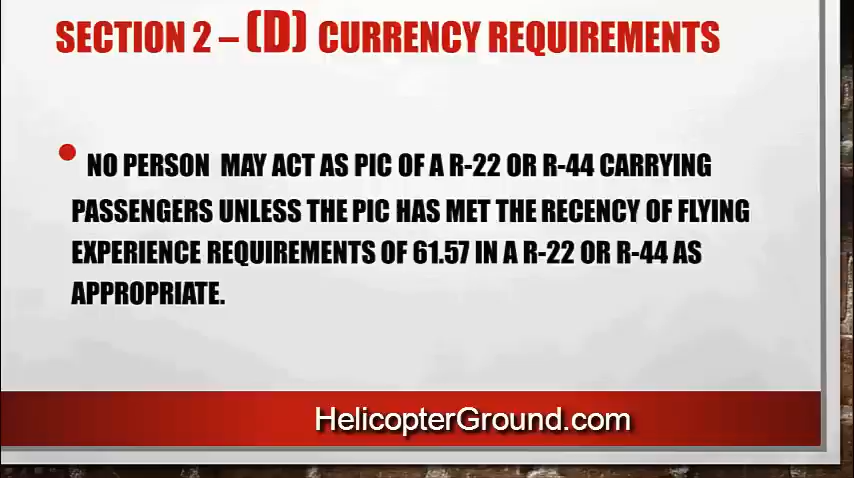 SECTION 2 – (D) CURRENCY REQUIREMENTS
• NO PERSON MAY ACT AS PIC OF A R-22 OR R-44 CARRYING
PASSENGERS UNLESS THE PIC HAS MET THE RECENCY OF FLYING
EXPERIENCE REQUIREMENTS OF 61.57 IN A R-22 OR R-44 AS
APPROPRIATE.
HelicopterGround.com